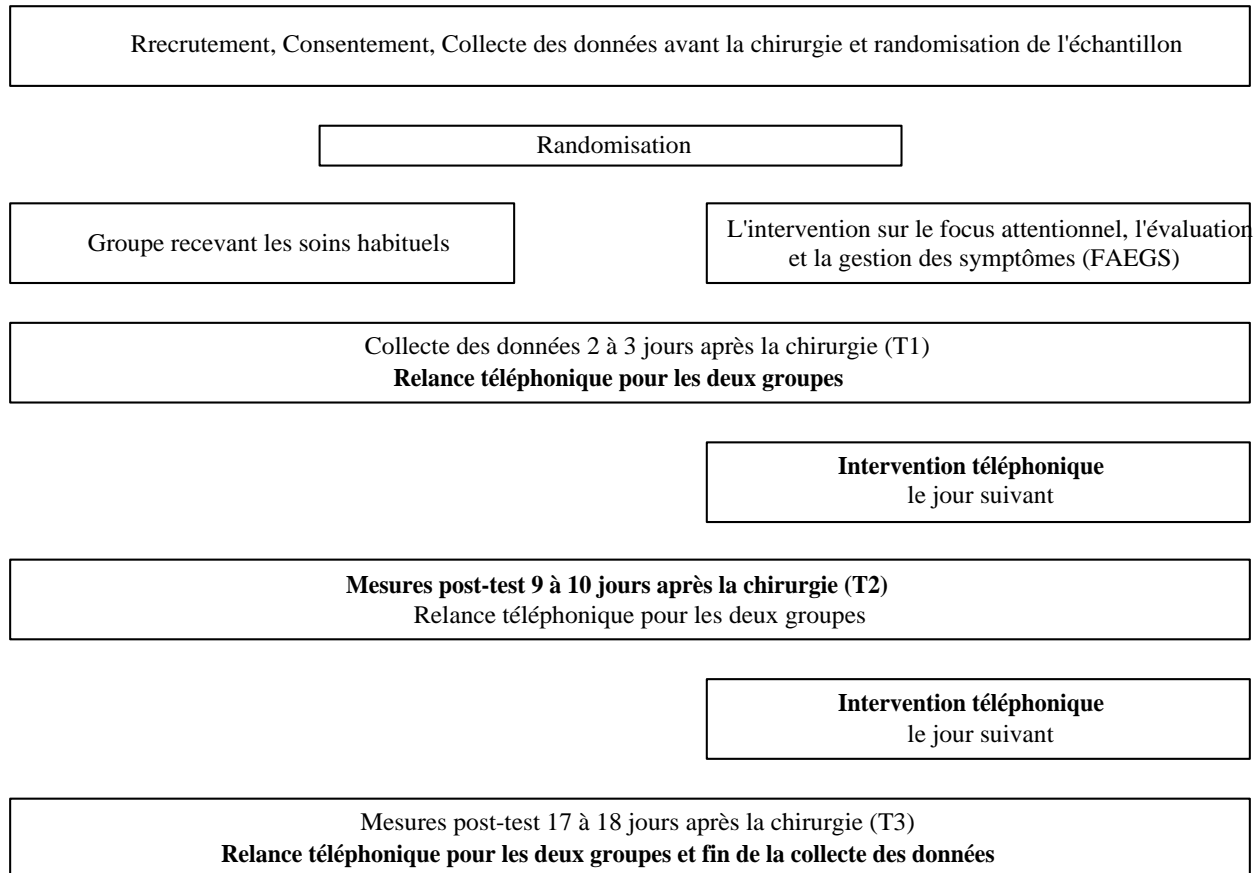 Rrecrutement, Consentement, Collecte des données avant la chirurgie et randomisation de l'échantillon
Randomisation
Groupe recevant les soins habituels
L'intervention sur le focus attentionnel, l'évaluation
et la gestion des symptômes (FAEGS)
Collecte des données 2 à 3 jours après la chirurgie (T1)
Relance téléphonique pour les deux groupes
Intervention téléphonique
le jour suivant
Mesures post-test 9 à 10 jours après la chirurgie (T2)
Relance téléphonique pour les deux groupes
Intervention téléphonique
le jour suivant
Mesures post-test 17 à 18 jours après la chirurgie (T3)
Relance téléphonique pour les deux groupes et fin de la collecte des données